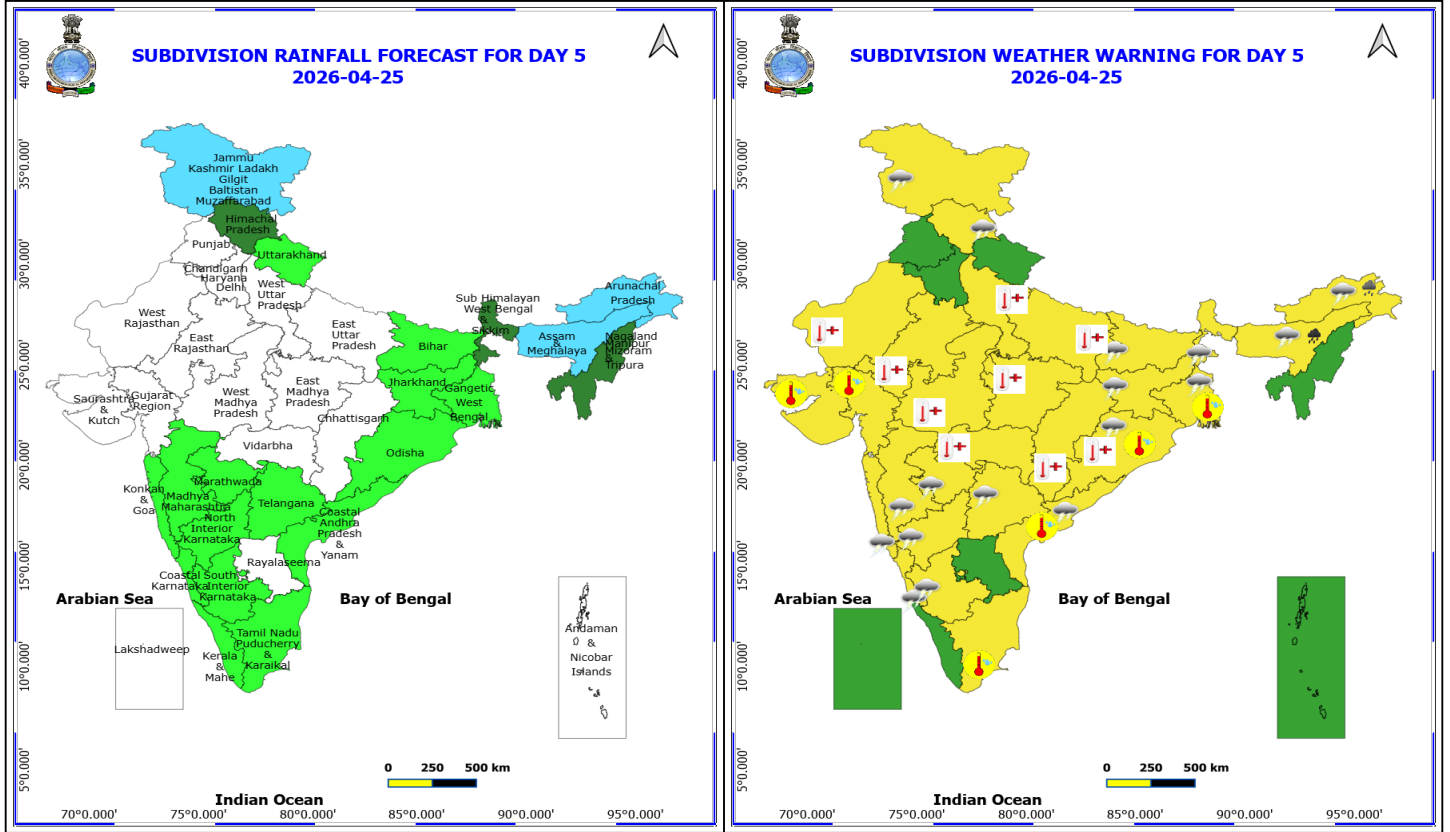 SUBDIVISION RAINFALL FORECAST FOR DAY 5
2026-04-25
40°0.000'
35°0.000'
30°0.000'
25°0.000'
20°0.000'
15°0.000'
10°0.000'
5°0.000'
Jammu
Kashmir Ladakh
Gilgit
Baltistan
Muzaffarabad
Himachal
Pradesh
Punjab
Uttarakhand
Chandigarh
Haryana
Delhi
West
Uttar
Pradesh
West
Rajasthan
East
Rajasthan
East
Uttar
Pradesh
Sub Himalayan
West Bengal
&
Sikkim
Arunachal
Pradesh
Assam
&
Meghalaya
Nagaland
Manipur
Mizoram
&
Tripura
Bihar
Jharkhand
Gangetic
West
Bengal
Saurashtra
&
Kutch
Gujarat
Region
West
Madhya
Pradesh
East
Madhya
Pradesh
Chhattisgarh
Vidarbha
Odisha
Konkan
&
Goa
Madhya
Maharashtra
Marathwada
Telangana
North
Interior
Karnataka
Coastal
Andhra
Pradesh
&
Yanam
Rayalaseema
Coastal
Karnataka
South
Interior
Karnataka
Tamil Nadu
Puducherry
&
Karaikal
Kerala
&
Mahe
Arabian Sea
Bay of Bengal
Lakshadweep
Andaman
&
Nicobar
Islands
0 250 500 km
Indian Ocean
70°0.000' 75°0.000' 80°0.000' 85°0.000' 90°0.000' 95°0.000'
SUBDIVISION WEATHER WARNING FOR DAY 5
2026-04-25
40°0.000'
35°0.000'
30°0.000'
25°0.000'
20°0.000'
15°0.000'
10°0.000'
5°0.000'
Arabian Sea
Bay of Bengal
0 250 500 km
Indian Ocean
70°0.000' 75°0.000' 80°0.000' 85°0.000' 90°0.000' 95°0.000'